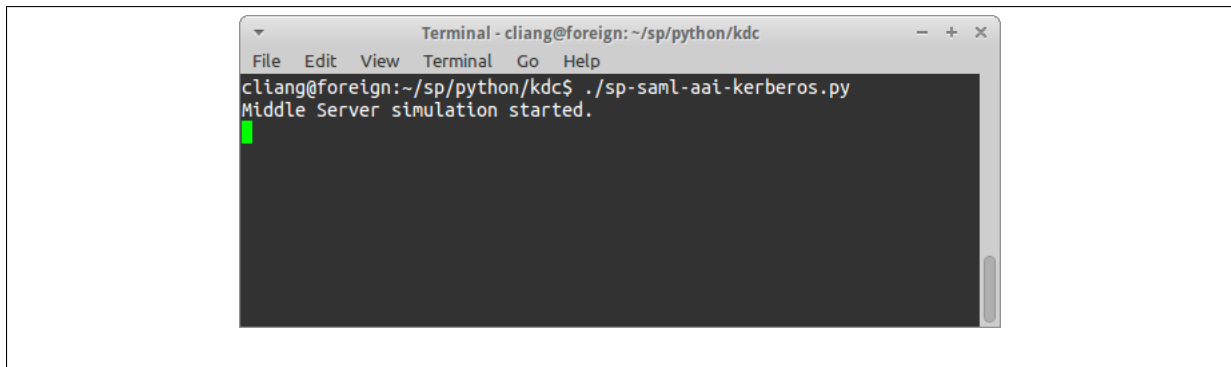 Terminal - cliang@foreign: ~/sp/python/kdc
File Edit View Terminal Go Help
cliang@foreign:~/sp/python/kdc$ ./sp-saml-aai-kerberos.py
Middle Server simulation started.